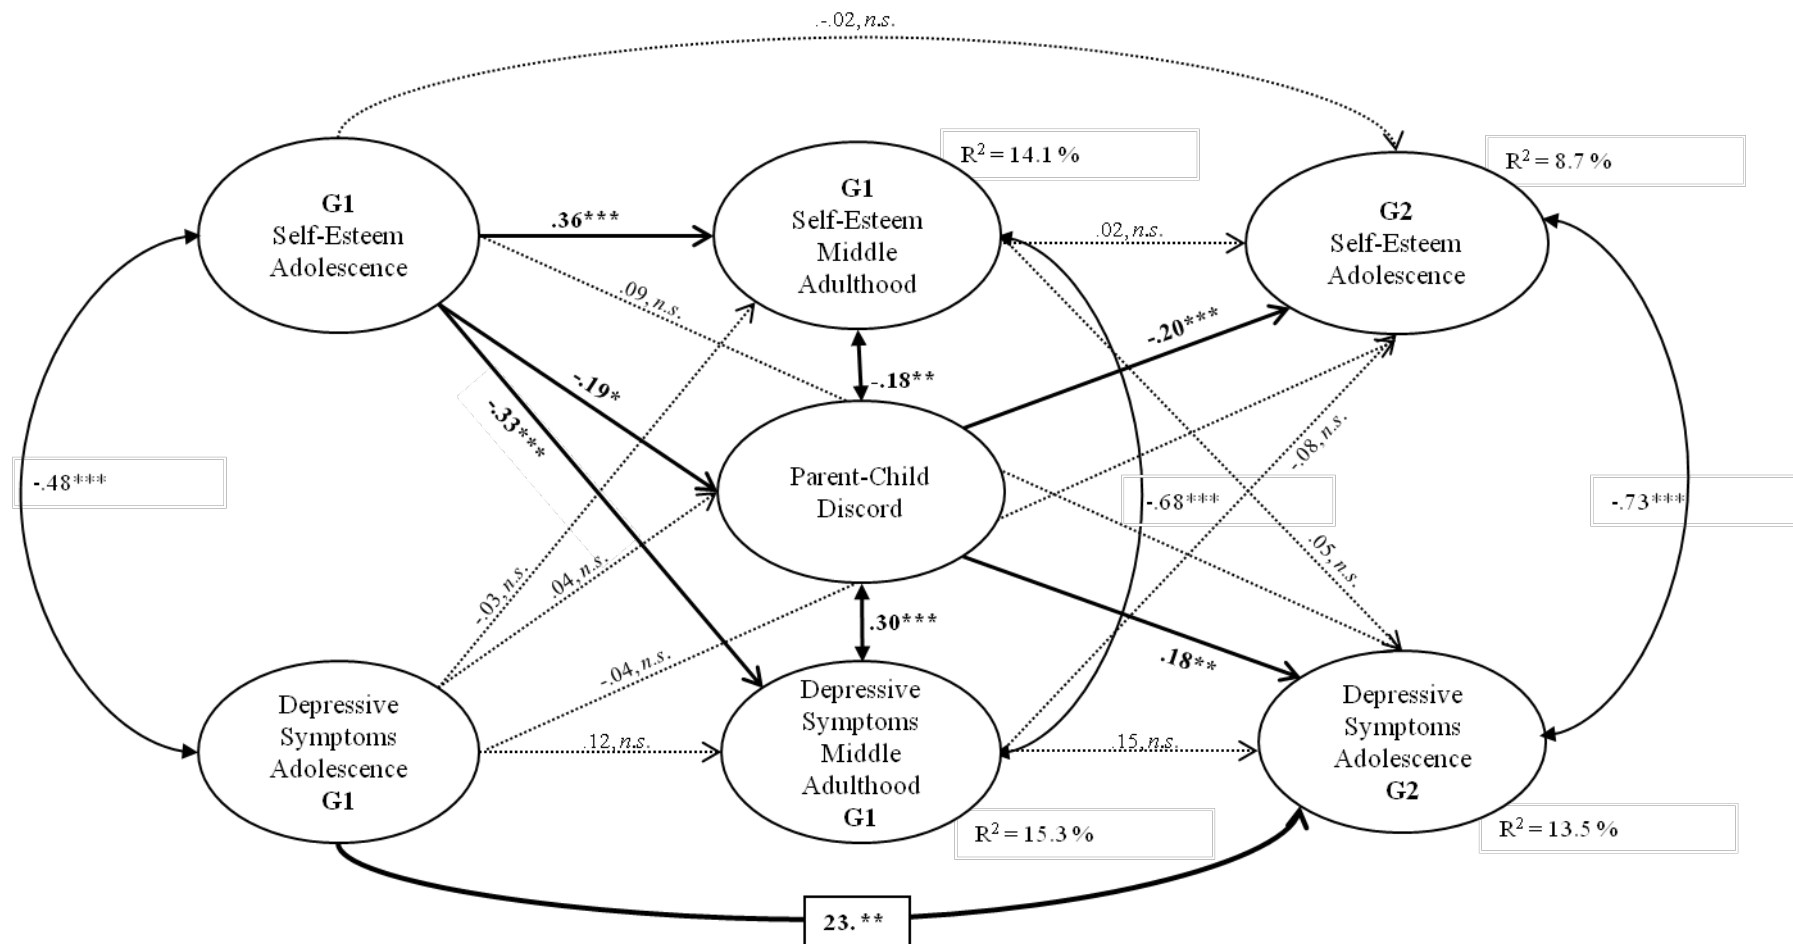 .-.02, n.s.
R² = 14.1 %
R² = 8.7 %
G1
Self-Esteem
Adolescence
.36***
G1
Self-Esteem
Middle
Adulthood
.02, n.s.
G2
Self-Esteem
Adolescence
.09, n.s.
-.20***
-.18**
-.19*
-.33***
-.08, n.s.
-.48***
Parent-Child
Discord
-.68***
-.73***
.05, n.s.
-.03, n.s.
.04, n.s.
.30***
-.04, n.s.
.18**
Depressive
Symptoms
Adolescence
G1
.12, n.s.
Depressive
Symptoms
Middle
Adulthood
G1
.15, n.s.
Depressive
Symptoms
Adolescence
G2
R² = 15.3 %
R² = 13.5 %
23. **